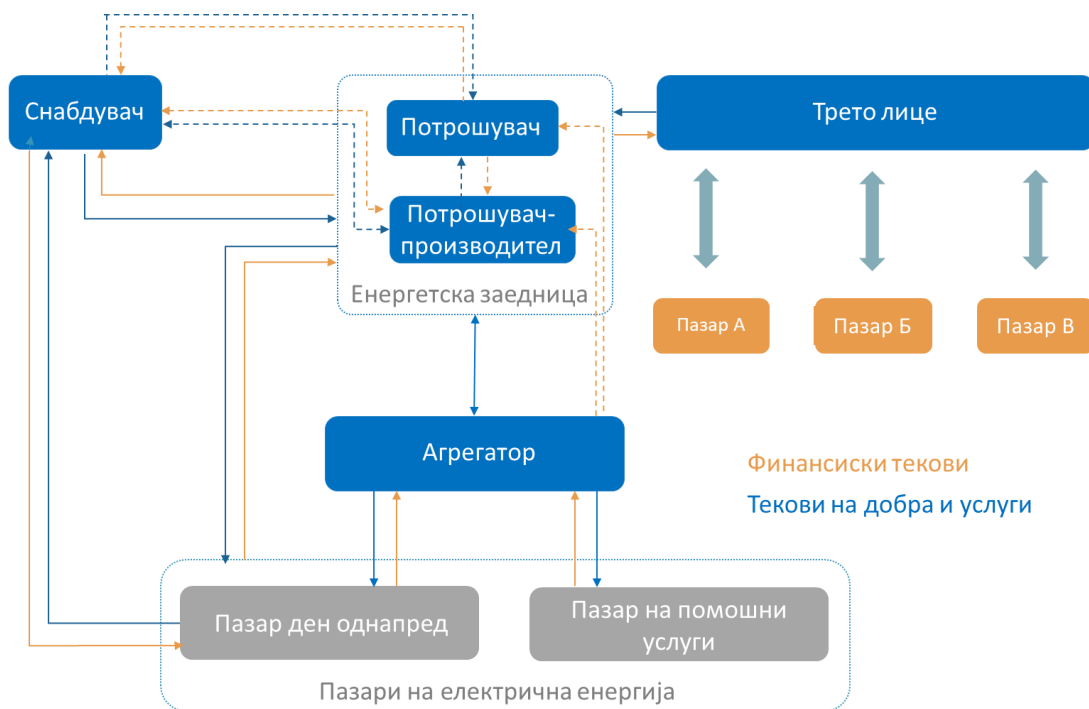 Снабдувач
Потрошувач
Трето лице
Потрошувач-
производител
Енергетска заедница
Пазар А
Пазар Б
Пазар В
Агрегатор
Финансиски текови
Текови на добра и услуги
Пазар ден однапред
Пазар на помошни
услуги
Пазари на електрична енергија